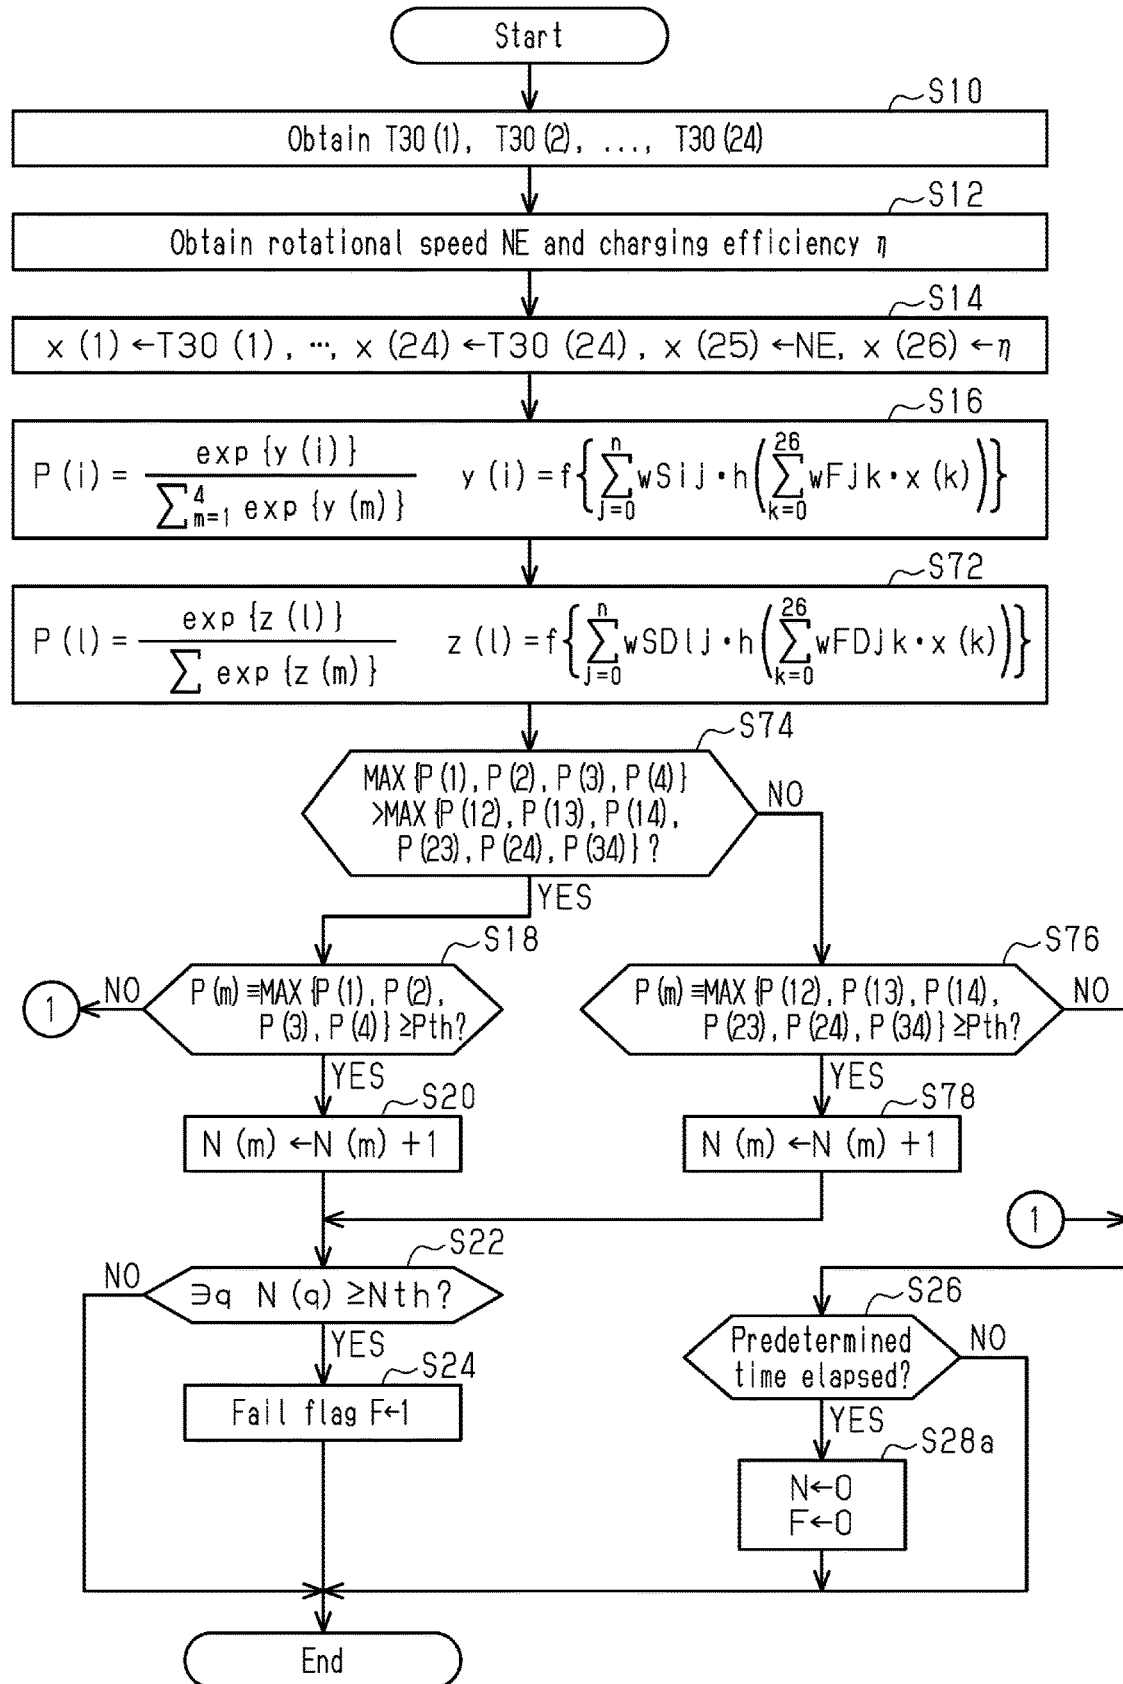 Start
S10
Obtain T30 (1), T30 (2), ..., T30 (24)
S12
Obtain rotational speed NE and charging efficiency η
S14
x (1) ←T30 (1), …, x (24) ←T30 (24), x (25) ←NE, x (26) ←η
S16
P (i) = exp {y (i)} / ∑ 4 m=1 exp {y (m)} y (i) = f{ n ∑ j=0 wSij · h( 26 ∑ k=0 wFjk · x (k) ) }
S72
P (l) = exp {z (l)} / ∑ exp {z (m)} z (l) = f{ n ∑ j=0 wSDlj · h( 26 ∑ k=0 wFDjk · x (k) ) }
S74
MAX {P (1), P (2), P (3), P (4)}
>MAX {P (12), P (13), P (14),
P (23), P (24), P (34)} ?
NO
YES
S18
P (m) ≡MAX {P (1), P (2),
P (3), P (4)} ≥Pth?
NO
1
YES
S76
P (m) ≡MAX {P (12), P (13), P (14),
P (23), P (24), P (34)} ≥Pth?
NO
YES
S20
N (m) ←N (m) +1
S78
N (m) ←N (m) +1
1
S22
∋q N (q) ≥Nth?
NO
YES
S24
Fail flag F←1
S26
Predetermined
time elapsed?
NO
YES
S28a
N←0
F←0
End